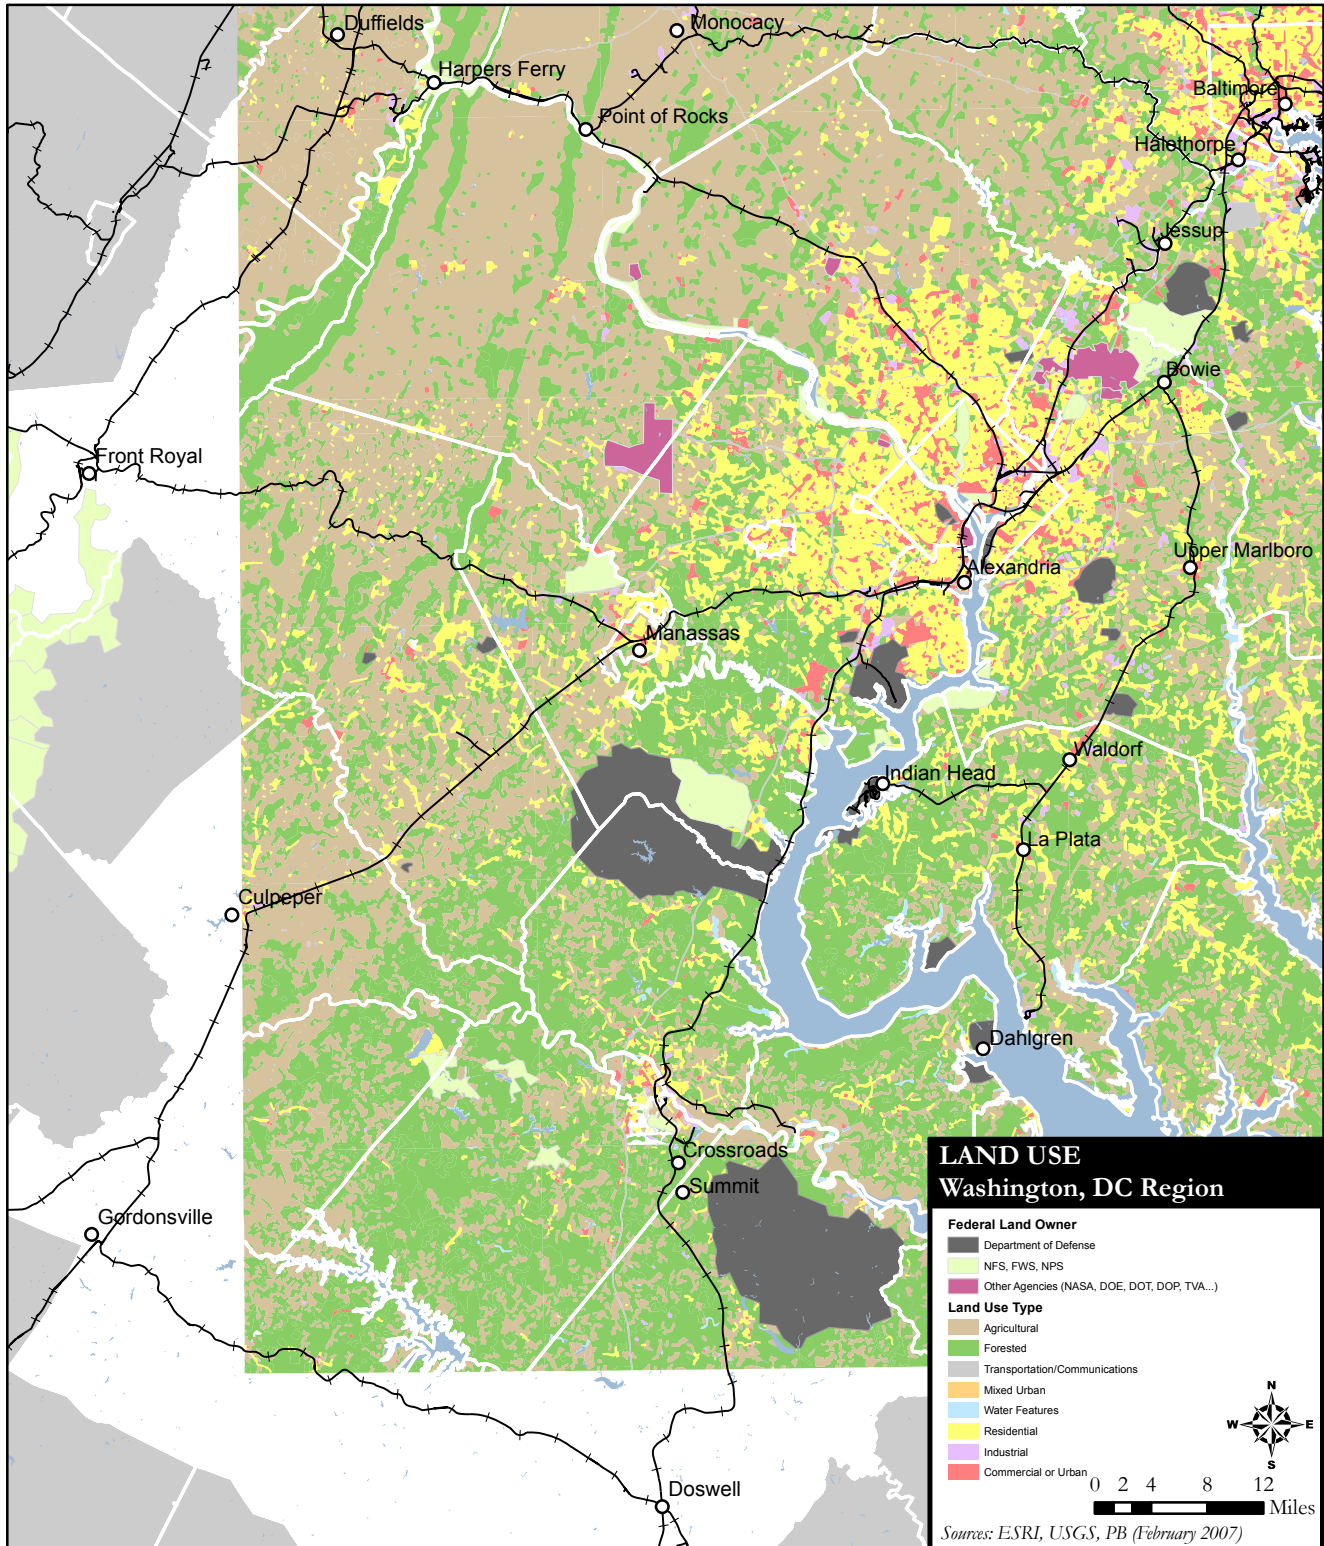 Duffields
Monocacy
Harpers Ferry
Baltimore
Point of Rocks
Halethorpe
Jessup
Bowie
Front Royal
Upper Marlboro
Alexandria
Manassas
Waldorf
Indian Head
La Plata
Culpeper
Dahlgren
Crossroads
Summit
Gordonsville
Doswell
LAND USE
Washington, DC Region
Federal Land Owner
Department of Defense
NFS, FWS, NPS
Other Agencies (NASA, DOE, DOT, DOP, TVA...)
Land Use Type
Agricultural
Forested
Transportation/Communications
Mixed Urban
Water Features
Residential
Industrial
Commercial or Urban
N
W E
S
0 2 4 8 12
Miles
Sources: ESRI, USGS, PB (February 2007)